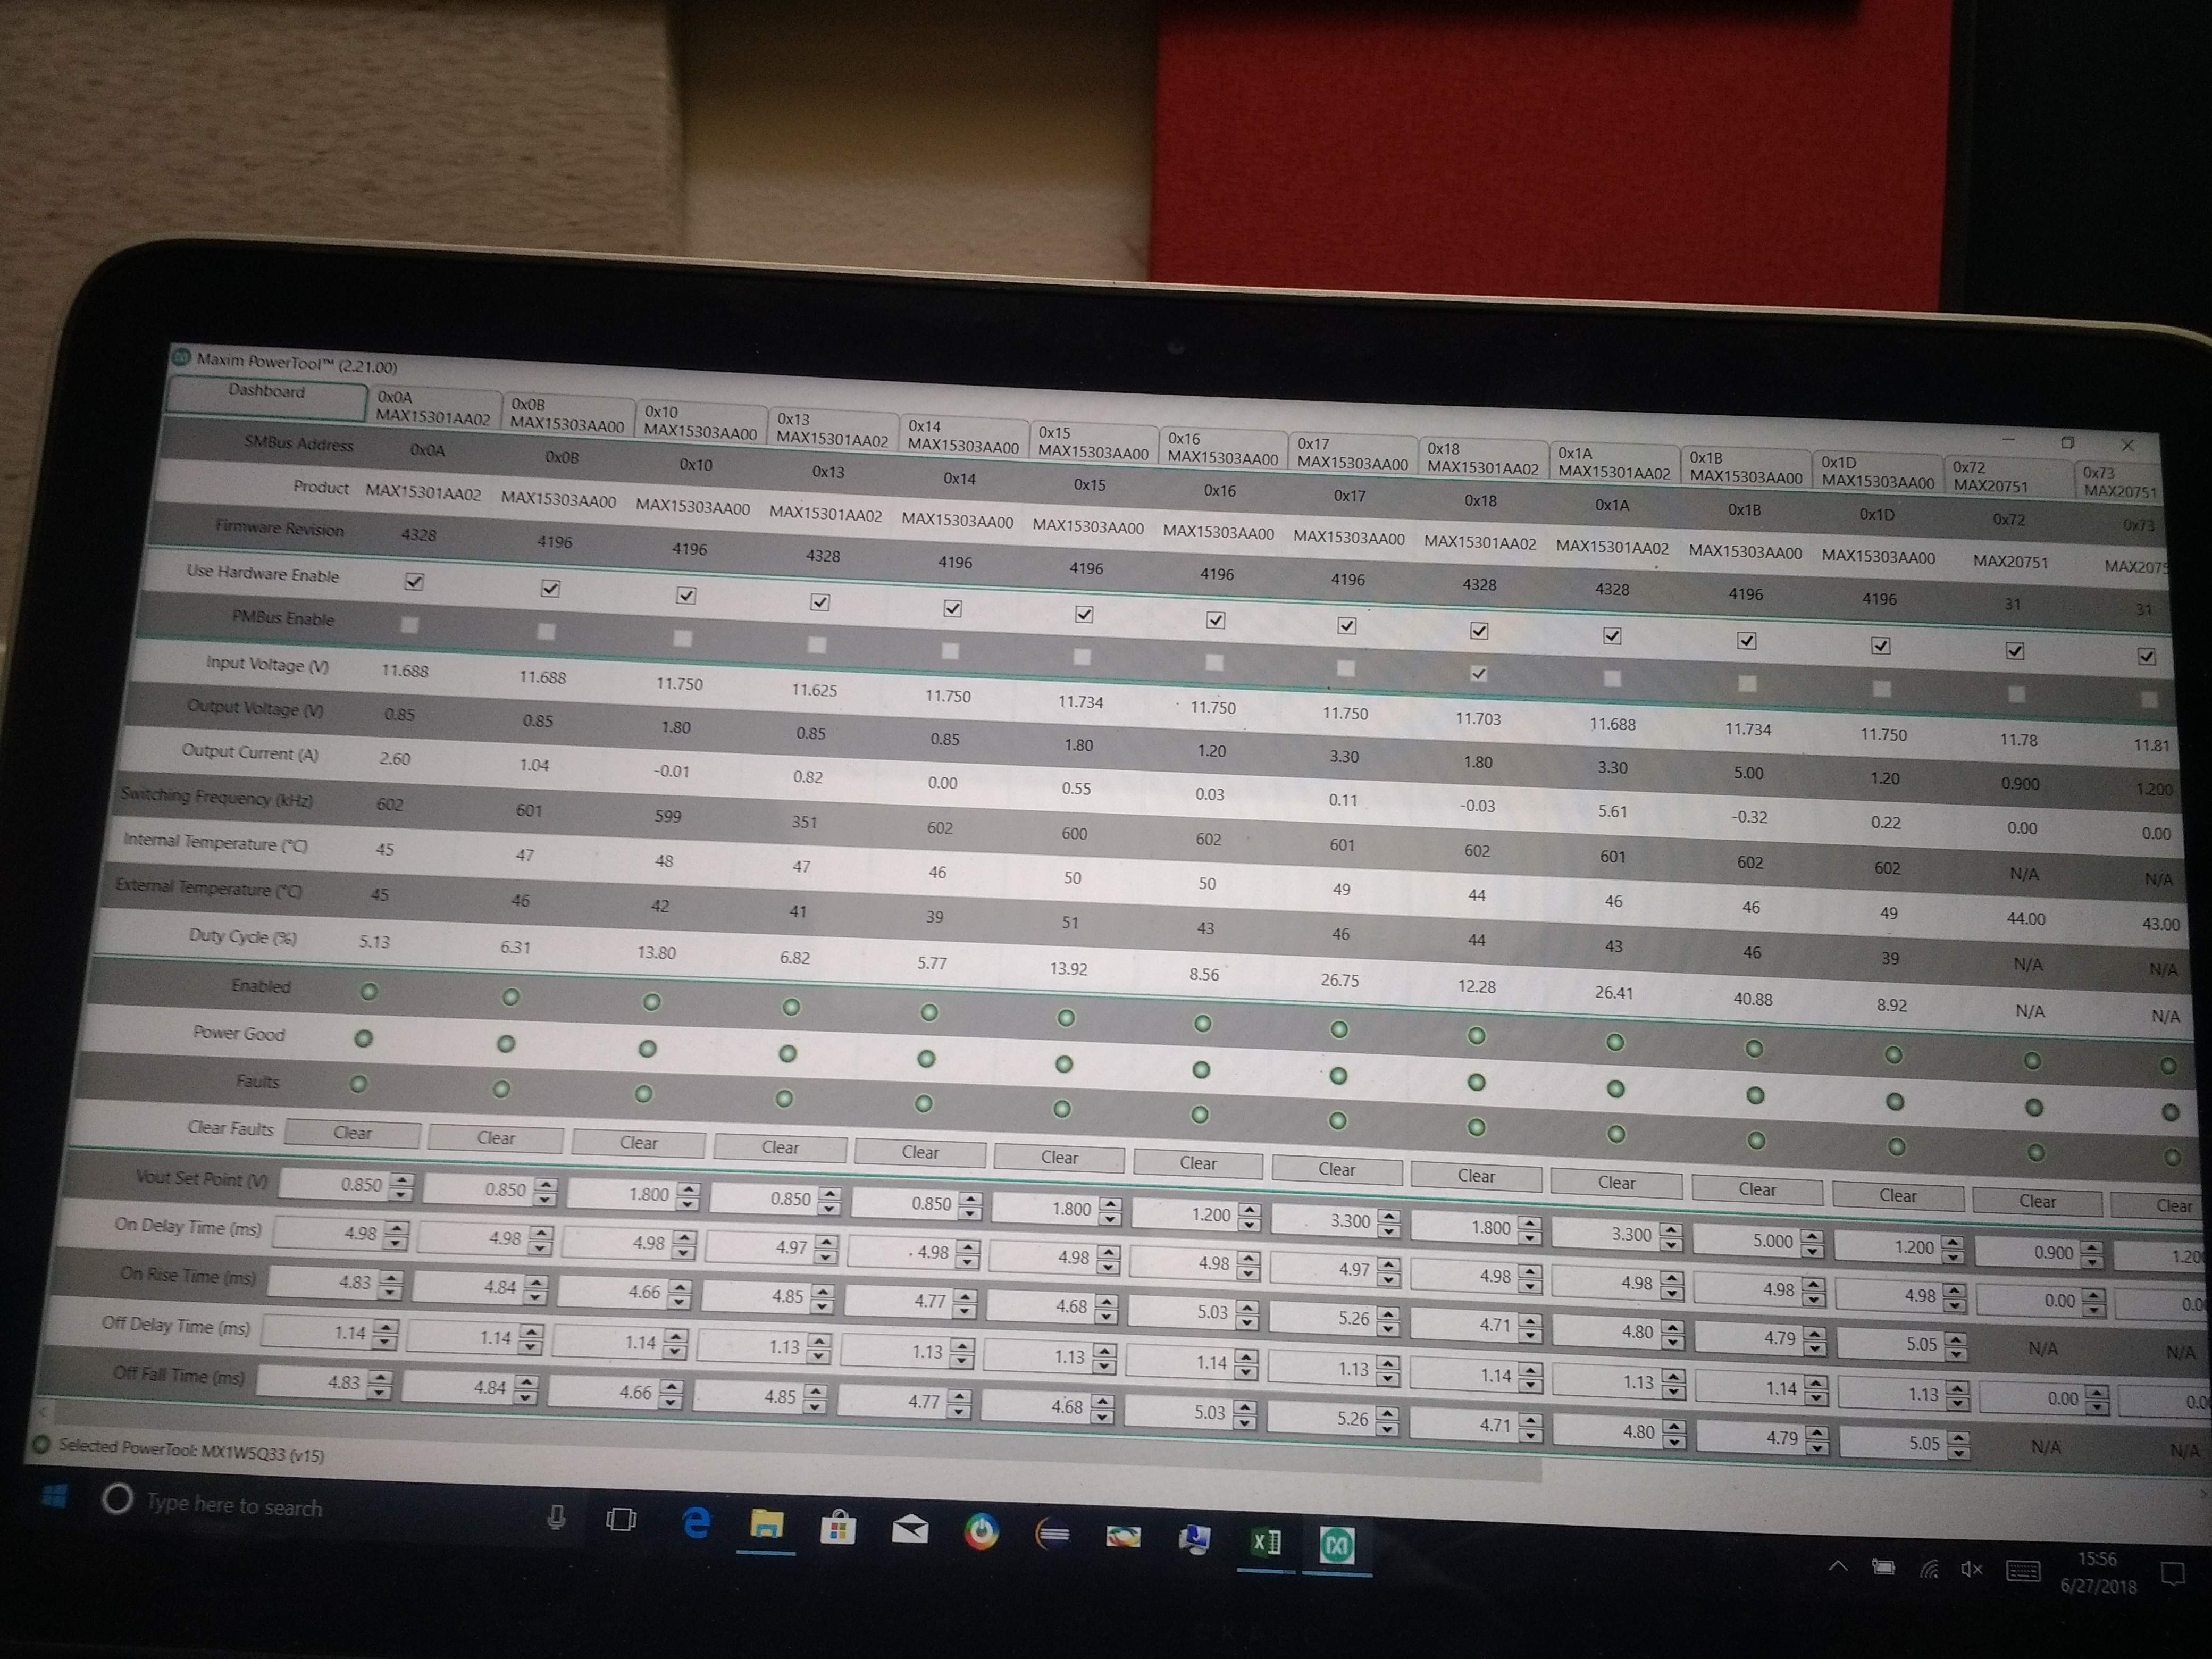 Maxim PowerTool™ (2.21.00)
Dashboard 0x0A 0x0B 0x10 0x13 0x14 0x15 0x16 0x17 0x18 0x1A 0x1B 0x1D 0x72 0x73
MAX15301AA02 MAX15303AA00 MAX15303AA00 MAX15301AA02 MAX15303AA00 MAX15303AA00 MAX15303AA00 MAX15303AA00 MAX15301AA02 MAX15301AA02 MAX15303AA00 MAX15303AA00 MAX20751 MAX20751
SMBus Address 0x0A 0x0B 0x10 0x13 0x14 0x15 0x16 0x17 0x18 0x1A 0x1B 0x1D 0x72 0x73
Product MAX15301AA02 MAX15303AA00 MAX15303AA00 MAX15301AA02 MAX15303AA00 MAX15303AA00 MAX15303AA00 MAX15303AA00 MAX15301AA02 MAX15301AA02 MAX15303AA00 MAX15303AA00 MAX20751 MAX2075
Firmware Revision 4328 4196 4196 4328 4196 4196 4196 4196 4328 4328 4196 4196 31 31
Use Hardware Enable
PMBus Enable
Input Voltage (V) 11.688 11.688 11.750 11.625 11.750 11.734 11.750 11.750 11.703 11.688 11.734 11.750 11.78 11.81
Output Voltage (V) 0.85 0.85 1.80 0.85 0.85 1.80 1.20 3.30 1.80 3.30 5.00 1.20 0.900 1.200
Output Current (A) 2.60 1.04 -0.01 0.82 0.00 0.55 0.03 0.11 -0.03 5.61 -0.32 0.22 0.00 0.00
Switching Frequency (kHz) 602 601 599 351 602 600 602 601 602 601 602 602 N/A N/A
Internal Temperature (°C) 45 47 48 47 46 50 50 49 44 46 46 49 44.00 43.00
External Temperature (°C) 45 46 42 41 39 51 43 46 44 43 46 39 N/A N/A
Duty Cycle (%) 5.13 6.31 13.80 6.82 5.77 13.92 8.56 26.75 12.28 26.41 40.88 8.92 N/A N/A
Enabled
Power Good
Faults
Clear Faults Clear Clear Clear Clear Clear Clear Clear Clear Clear Clear Clear Clear Clear Clear
Vout Set Point (V) 0.850 0.850 1.800 0.850 0.850 1.800 1.200 3.300 1.800 3.300 5.000 1.200 0.900 1.20
On Delay Time (ms) 4.98 4.98 4.98 4.97 4.98 4.98 4.98 4.97 4.98 4.98 4.98 4.98 0.00 0.0
On Rise Time (ms) 4.83 4.84 4.66 4.85 4.77 4.68 5.03 5.26 4.71 4.80 4.79 5.05 N/A N/A
Off Delay Time (ms) 1.14 1.14 1.14 1.13 1.13 1.13 1.14 1.13 1.14 1.13 1.14 1.13 0.00 0.0
Off Fall Time (ms) 4.83 4.84 4.66 4.85 4.77 4.68 5.03 5.26 4.71 4.80 4.79 5.05 N/A N/A
Selected PowerTool: MX1W5Q33 (v15)
Type here to search
15:56
6/27/2018